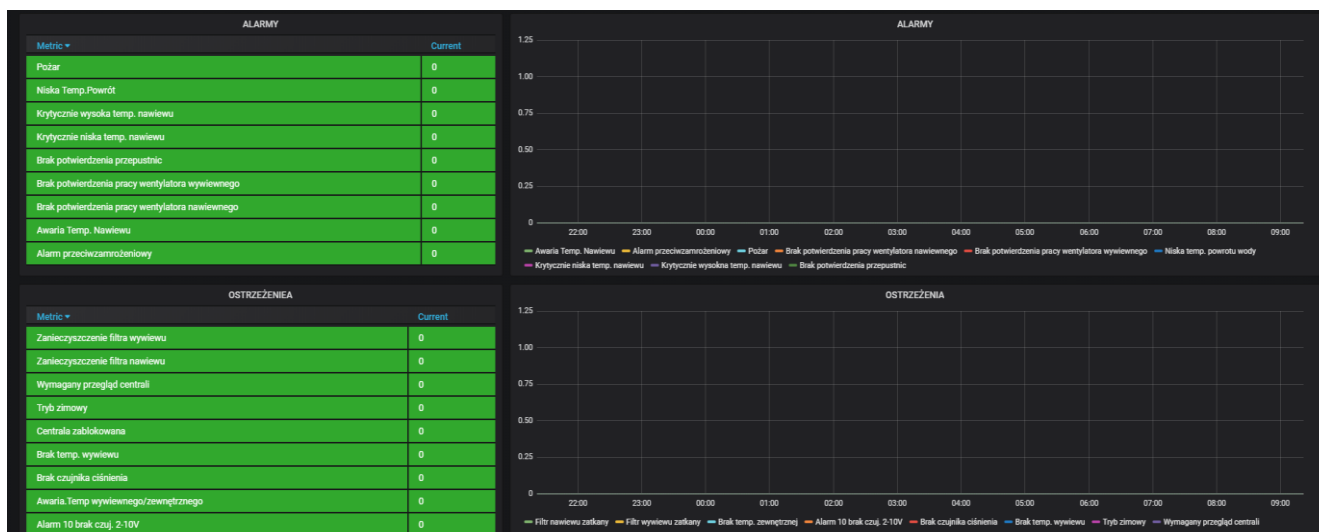 ALARMY
Metric Current
Pożar 0
Niska Temp.Powrót 0
Krytycznie wysoka temp. nawiewu 0
Krytycznie niska temp. nawiewu 0
Brak potwierdzenia przepustnic 0
Brak potwierdzenia pracy wentylatora wywiewnego 0
Brak potwierdzenia pracy wentylatora nawiewnego 0
Awaria Temp. Nawiewu 0
Alarm przeciwzamrożeniowy 0
ALARMY
1.25
1.00
0.75
0.50
0.25
0
22:00 23:00 00:00 01:00 02:00 03:00 04:00 05:00 06:00 07:00 08:00 09:00
Awaria Temp. Nawiewu Alarm przeciwzamrożeniowy Pożar Brak potwierdzenia pracy wentylatora nawiewnego Brak potwierdzenia pracy wentylatora wywiewnego Niska temp. powrotu wody
Krytycznie niska temp. nawiewu Krytycznie wysokna temp. nawiewu Brak potwierdzenia przepustnic
OSTRZEŻENIEA
Metric Current
Zanieczyszczenie filtra wywiewu 0
Zanieczyszczenie filtra nawiewu 0
Wymagany przegląd centrali 0
Tryb zimowy 0
Centrala zablokowana 0
Brak temp. wywiewu 0
Brak czujnika ciśnienia 0
Awaria.Temp wywiewnego/zewnętrznego 0
Alarm 10 brak czuj. 2-10V 0
OSTRZEŻENIA
1.25
1.00
0.75
0.50
0.25
0
22:00 23:00 00:00 01:00 02:00 03:00 04:00 05:00 06:00 07:00 08:00 09:00
Filtr nawiewu zatkany Filtr wywiewu zatkany Brak temp. zewnętrznej Alarm 10 brak czuj. 2-10V Brak czujnika ciśnienia Brak temp. wywiewu Tryb zimowy Wymagany przegląd centrali